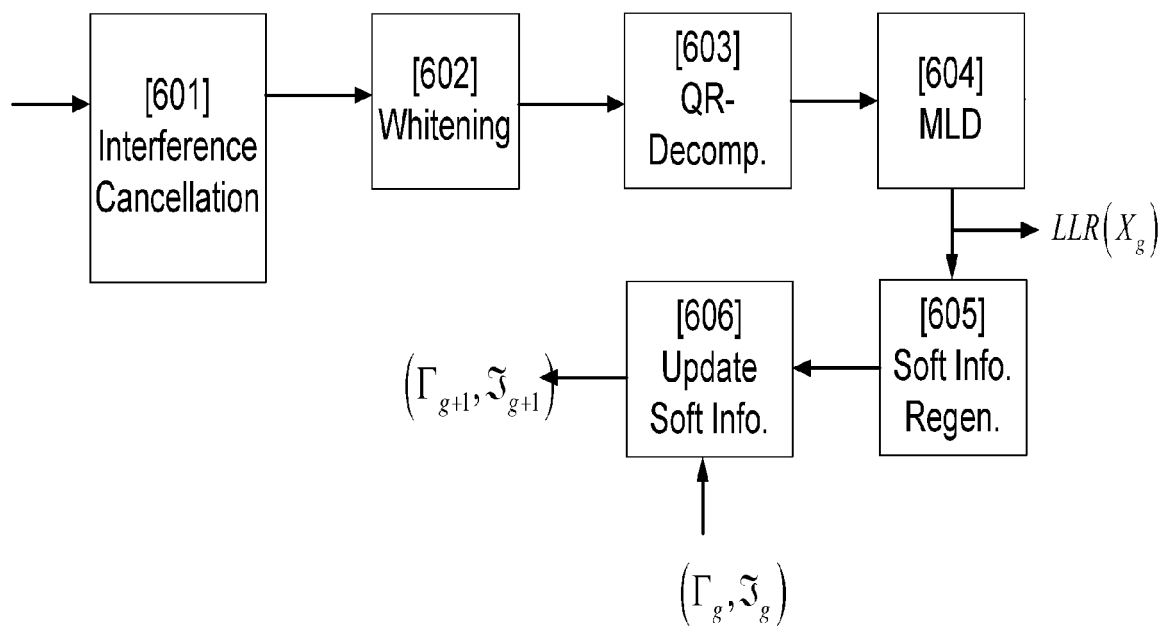 [601]
Interference
Cancellation
[602]
Whitening
[603]
QR-
Decomp.
[604]
MLD
LLR(X_g)
[605]
Soft Info.
Regen.
[606]
Update
Soft Info.
(Γ_{g+1}, ℑ_{g+1})
(Γ_g, ℑ_g)